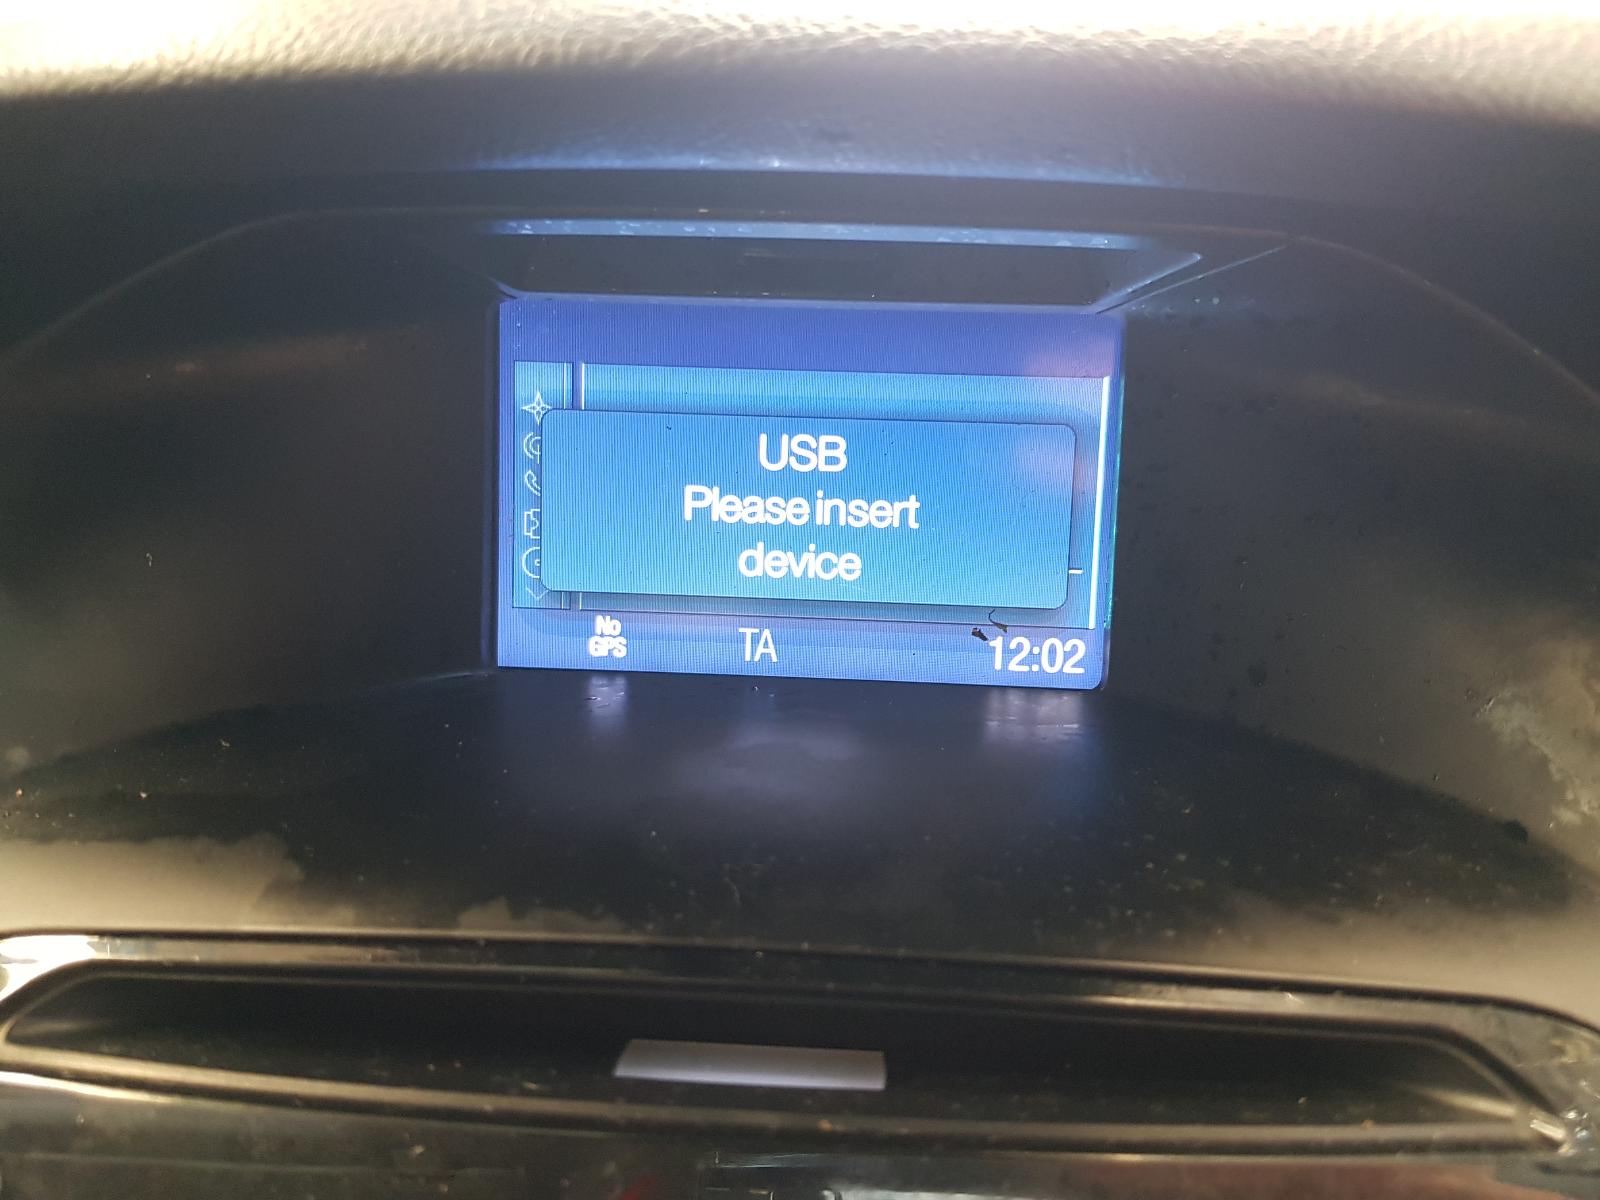 USB
Please insert
device
No
GPS
TA
12:02